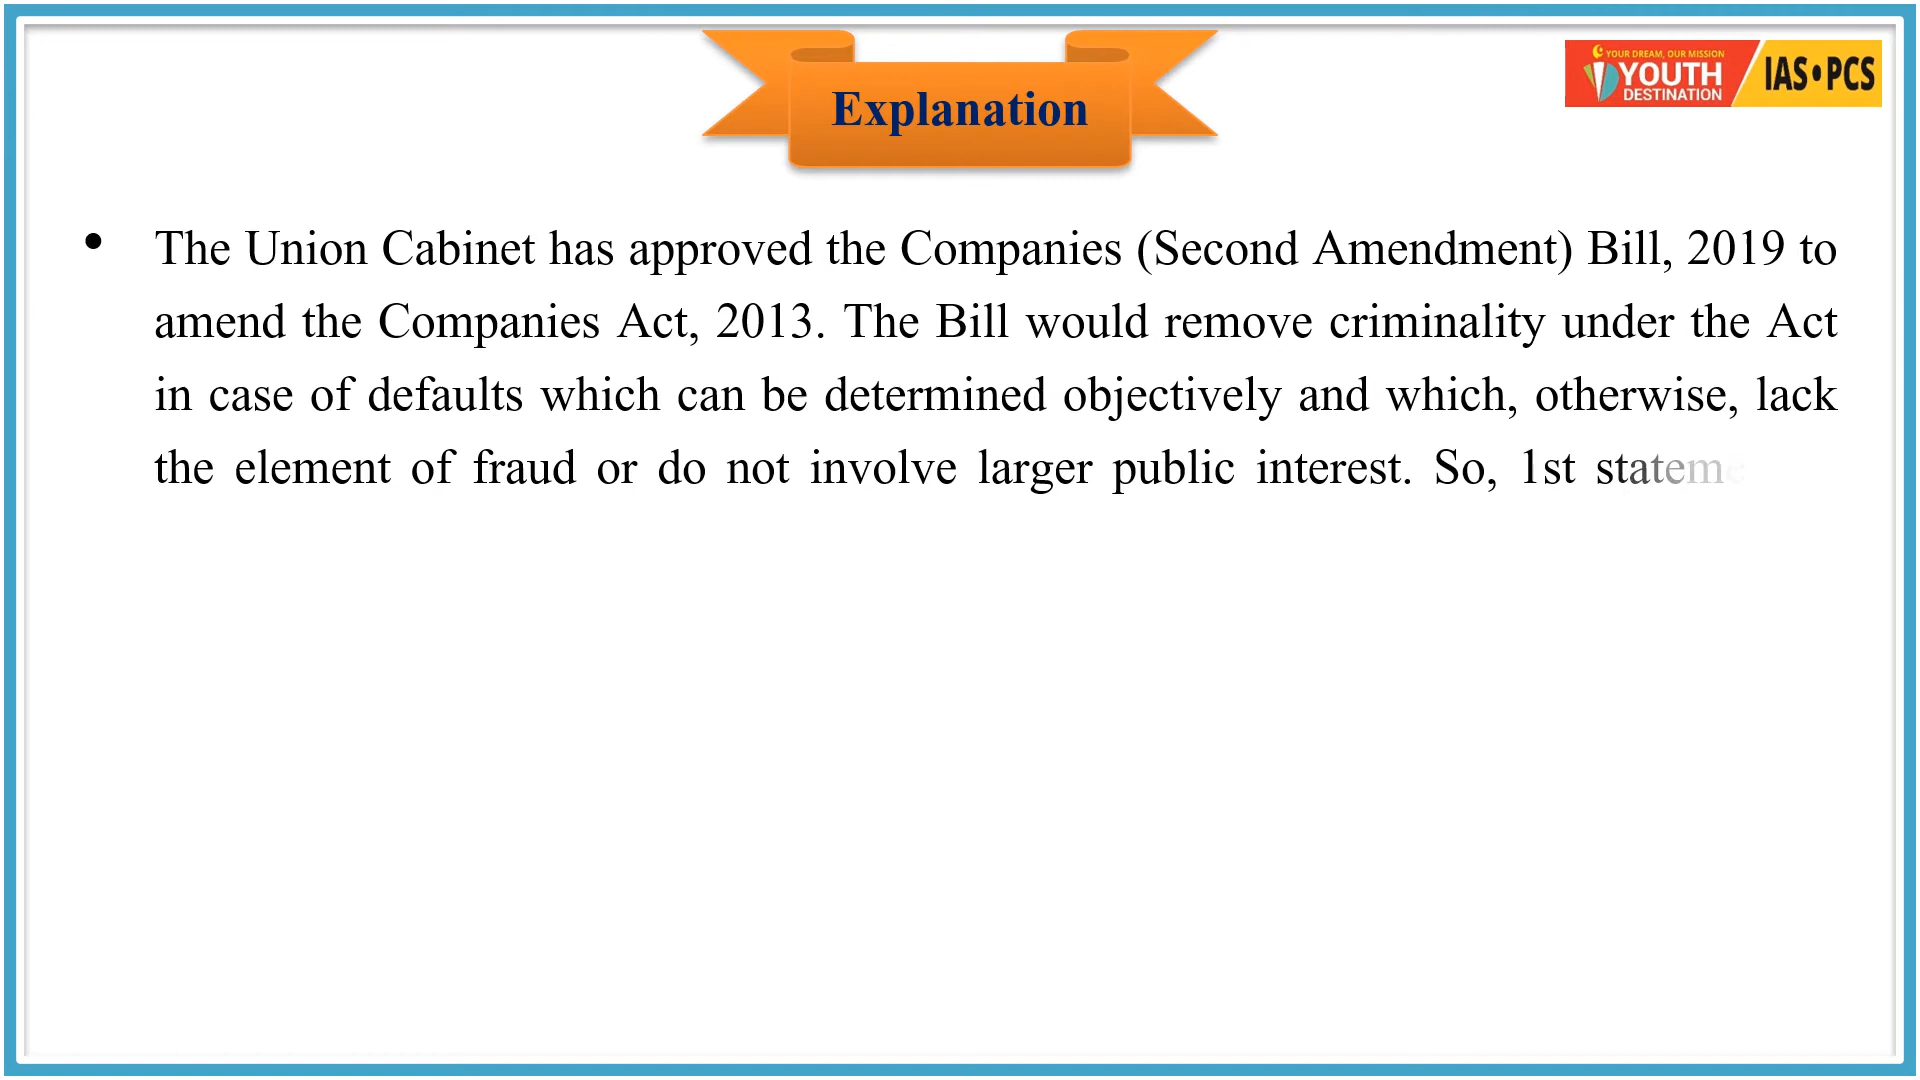 YOUR DREAM, OUR MISSION
YOUTH
DESTINATION
IAS•PCS
Explanation
• The Union Cabinet has approved the Companies (Second Amendment) Bill, 2019 to
amend the Companies Act, 2013. The Bill would remove criminality under the Act
in case of defaults which can be determined objectively and which, otherwise, lack
the element of fraud or do not involve larger public interest. So, 1st